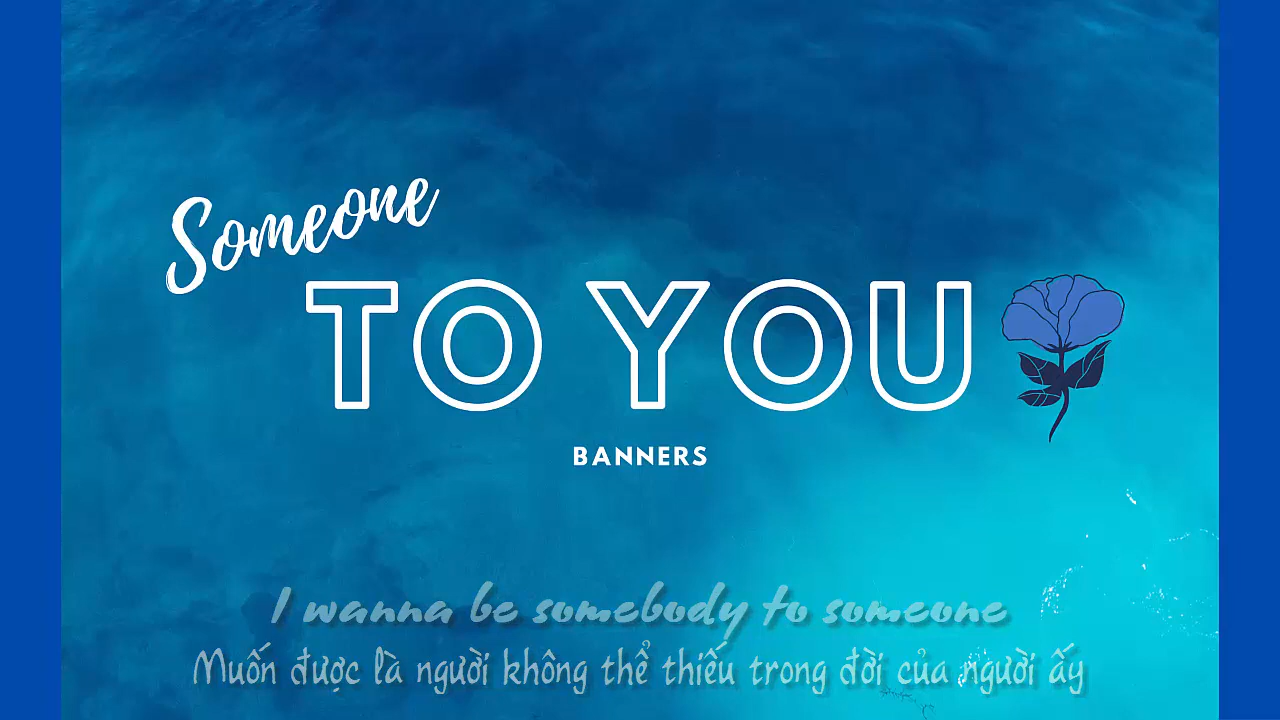 Someone
TO YOU
BANNERS
I wanna be somebody to someone
Muốn được là người không thể thiếu trong đời của người ấy